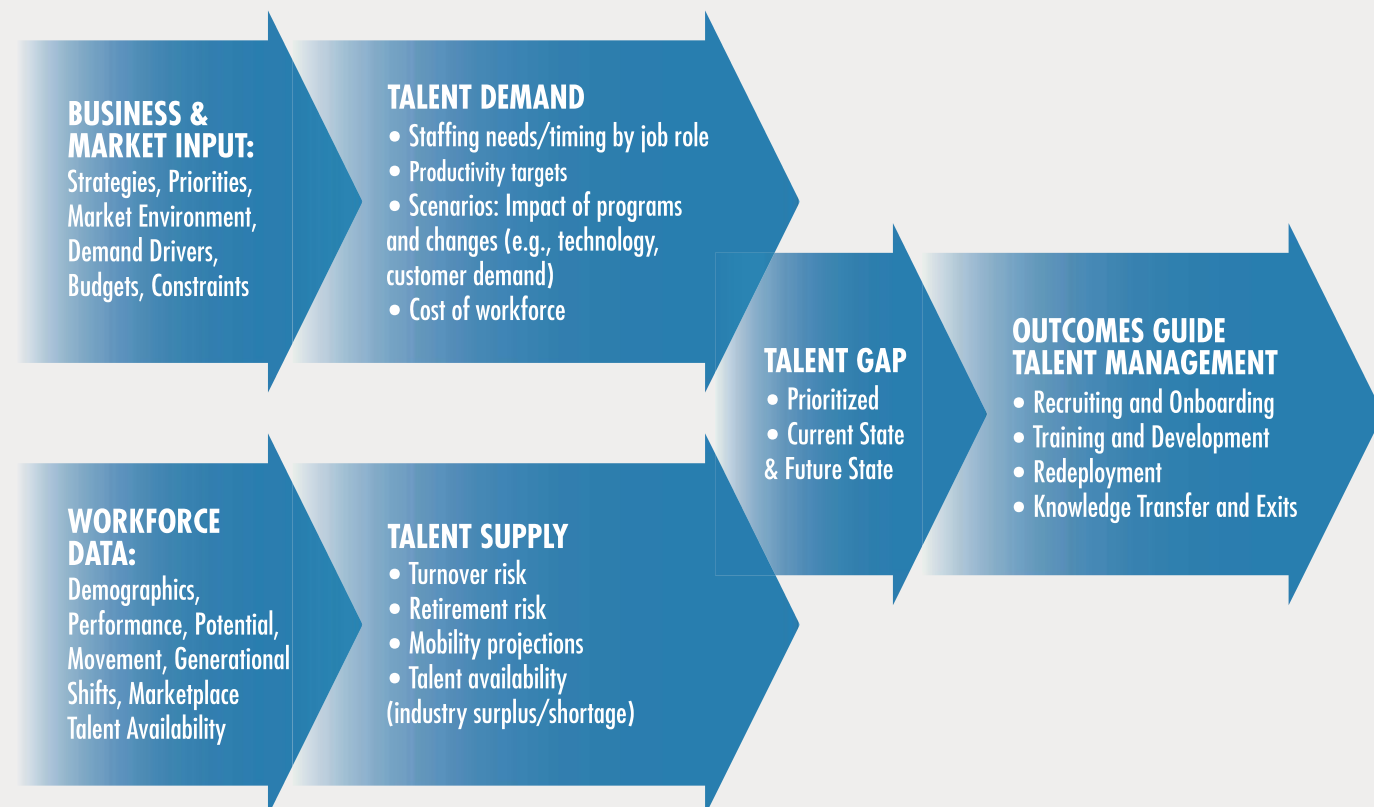 BUSINESS &
MARKET INPUT:
Strategies, Priorities,
Market Environment,
Demand Drivers,
Budgets, Constraints
TALENT DEMAND
• Staffing needs/timing by job role
• Productivity targets
• Scenarios: Impact of programs
and changes (e.g., technology,
customer demand)
• Cost of workforce
WORKFORCE
DATA:
Demographics,
Performance, Potential,
Movement, Generational
Shifts, Marketplace
Talent Availability
TALENT SUPPLY
• Turnover risk
• Retirement risk
• Mobility projections
• Talent availability
(industry surplus/shortage)
TALENT GAP
• Prioritized
• Current State
& Future State
OUTCOMES GUIDE
TALENT MANAGEMENT
• Recruiting and Onboarding
• Training and Development
• Redeployment
• Knowledge Transfer and Exits